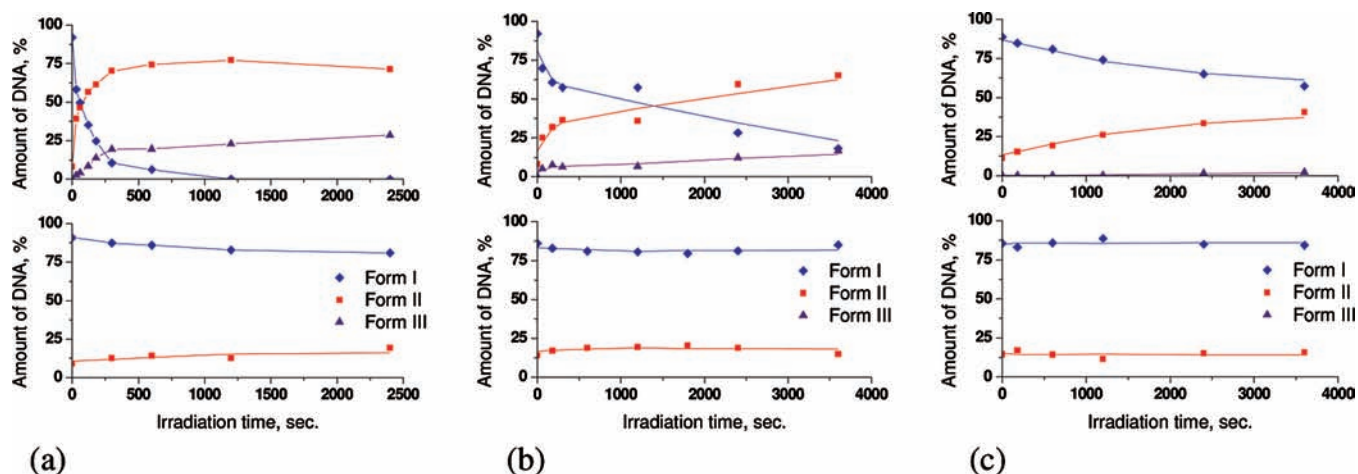 Amount of DNA, %
100
75
50
25
0
0 500 1000 1500 2000 2500
Amount of DNA, %
100
75
50
25
0
0 500 1000 1500 2000 2500
Form I
Form II
Form III
Irradiation time, sec.
(a)
Amount of DNA, %
100
75
50
25
0
0 1000 2000 3000 4000
Amount of DNA, %
100
75
50
25
0
0 1000 2000 3000 4000
Form I
Form II
Form III
Irradiation time, sec.
(b)
Amount of DNA, %
100
75
50
25
0
0 1000 2000 3000 4000
Amount of DNA, %
100
75
50
25
0
0 1000 2000 3000 4000
Form I
Form II
Form III
Irradiation time, sec.
(c)